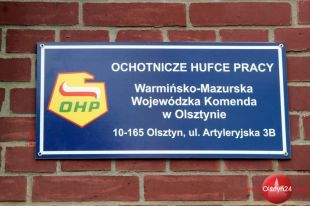 OCHOTNICZE HUFCE PRACY
OHP
Warmińsko-Mazurska
Wojewódzka Komenda
w Olsztynie
10-165 Olsztyn, ul. Artyleryjska 3B
Olsztyn24